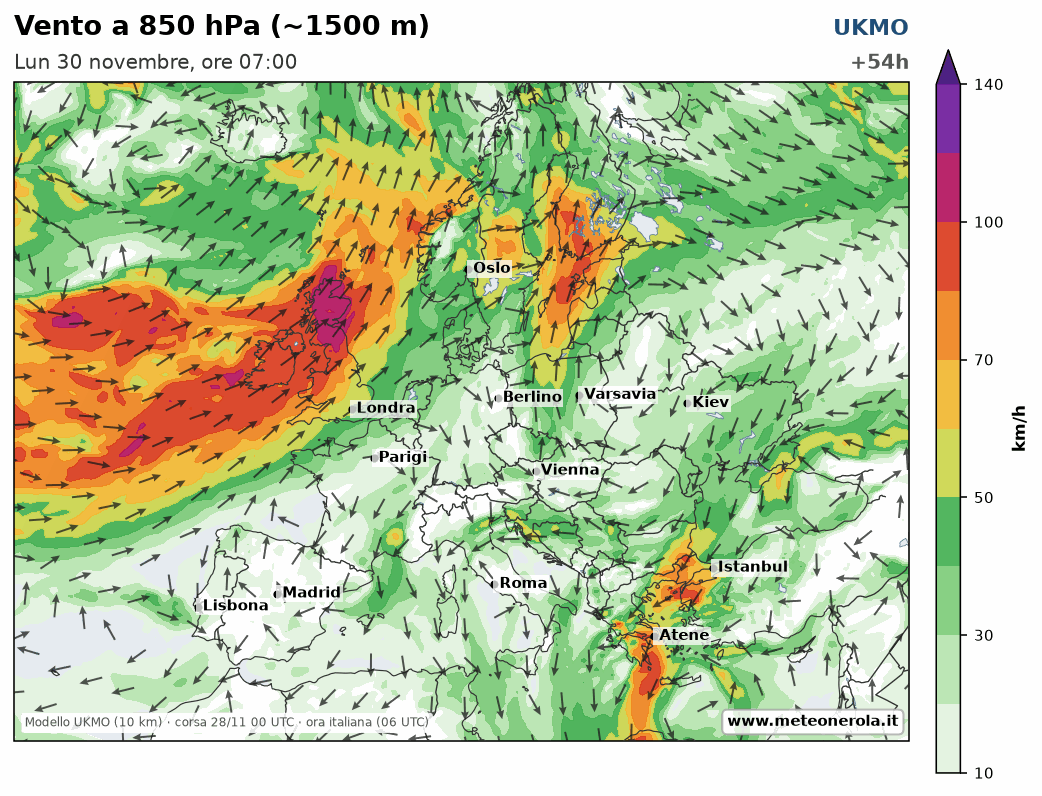 Vento a 850 hPa (~1500 m)
UKMO
Lun 30 novembre, ore 07:00
+54h
140
100
70
50
30
10
km/h
Oslo
Londra
Berlino
Varsavia
Kiev
Parigi
Vienna
Istanbul
Roma
Madrid
Lisbona
Atene
Modello UKMO (10 km) · corsa 28/11 00 UTC · ora italiana (06 UTC)
www.meteonerola.it